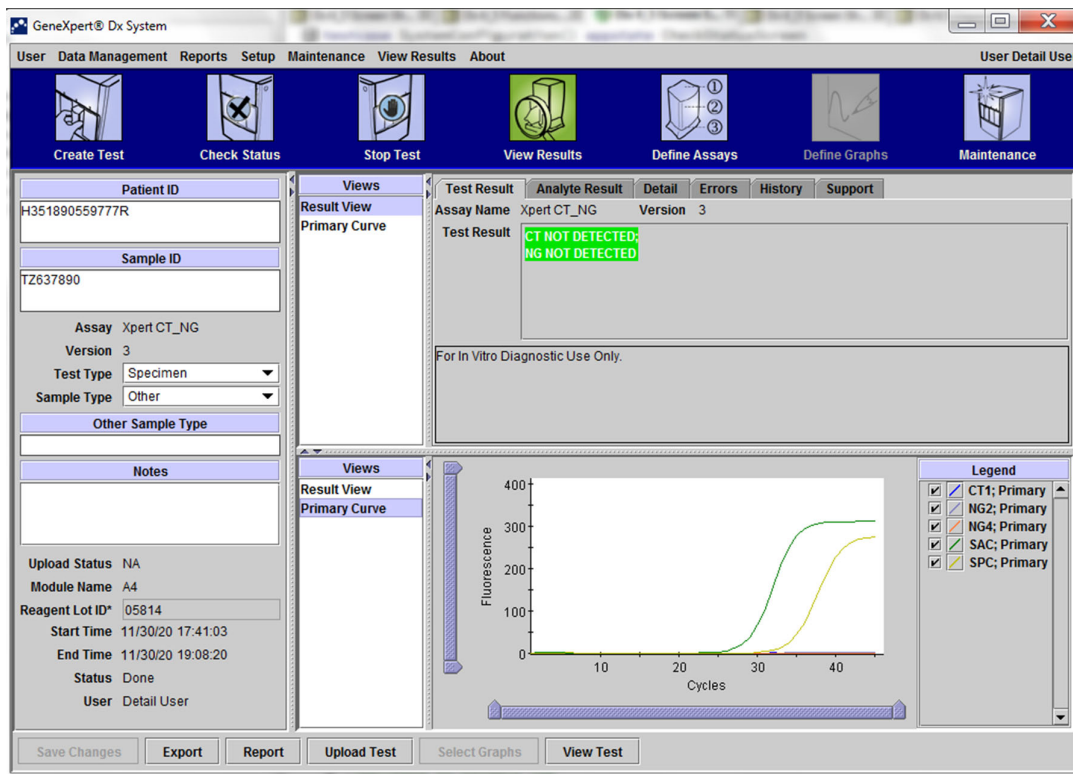 GeneXpert® Dx System
User Data Management Reports Setup Maintenance View Results About User Detail User
Create Test Check Status Stop Test View Results Define Assays Define Graphs Maintenance
Patient ID
H351890559777R
Sample ID
TZ637890
Assay Xpert CT_NG
Version 3
Test Type Specimen
Sample Type Other
Other Sample Type
Notes
Upload Status NA
Module Name A4
Reagent Lot ID* 05814
Start Time 11/30/20 17:41:03
End Time 11/30/20 19:08:20
Status Done
User Detail User
Views
Result View
Primary Curve
Test Result Analyte Result Detail Errors History Support
Assay Name Xpert CT_NG Version 3
Test Result CT NOT DETECTED;
NG NOT DETECTED
For In Vitro Diagnostic Use Only.
Views
Result View
Primary Curve
Fluorescence
400
300
200
100
0
10 20 30 40
Cycles
Legend
CT1; Primary
NG2; Primary
NG4; Primary
SAC; Primary
SPC; Primary
Save Changes Export Report Upload Test Select Graphs View Test